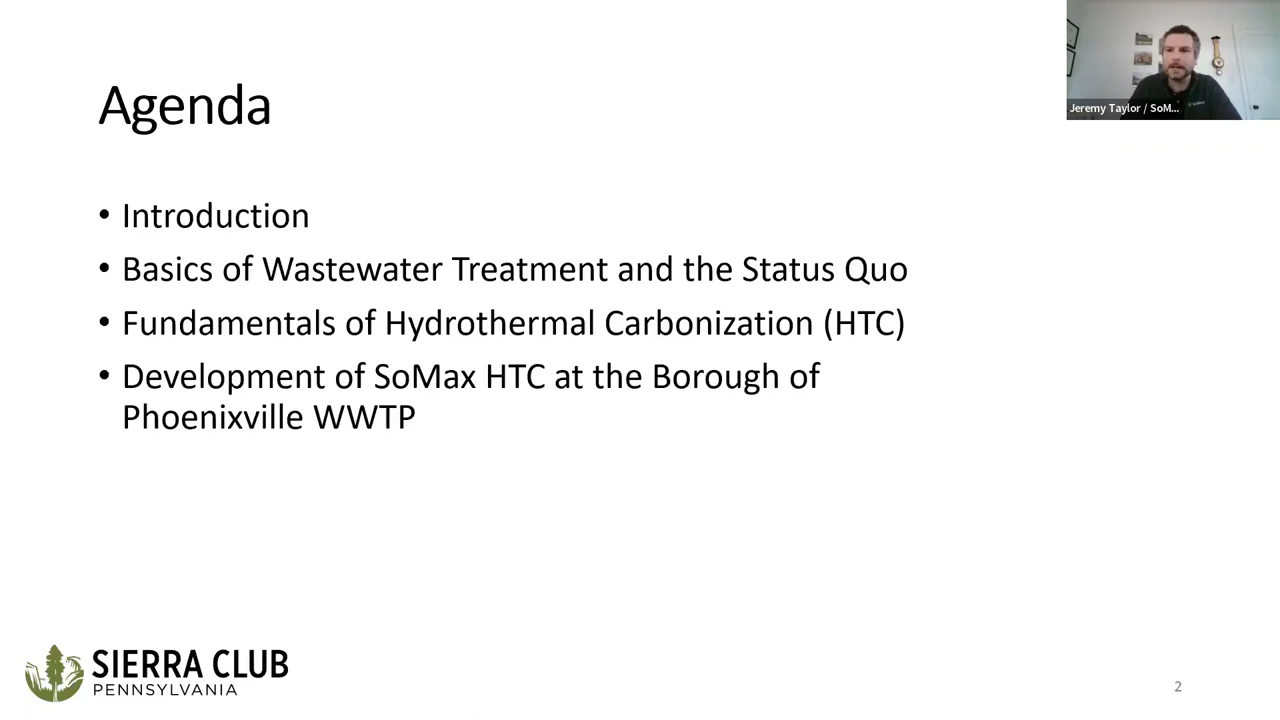 Agenda
Jeremy Taylor / SoM...
• Introduction
• Basics of Wastewater Treatment and the Status Quo
• Fundamentals of Hydrothermal Carbonization (HTC)
• Development of SoMax HTC at the Borough of
Phoenixville WWTP
SIERRA CLUB
PENNSYLVANIA
2